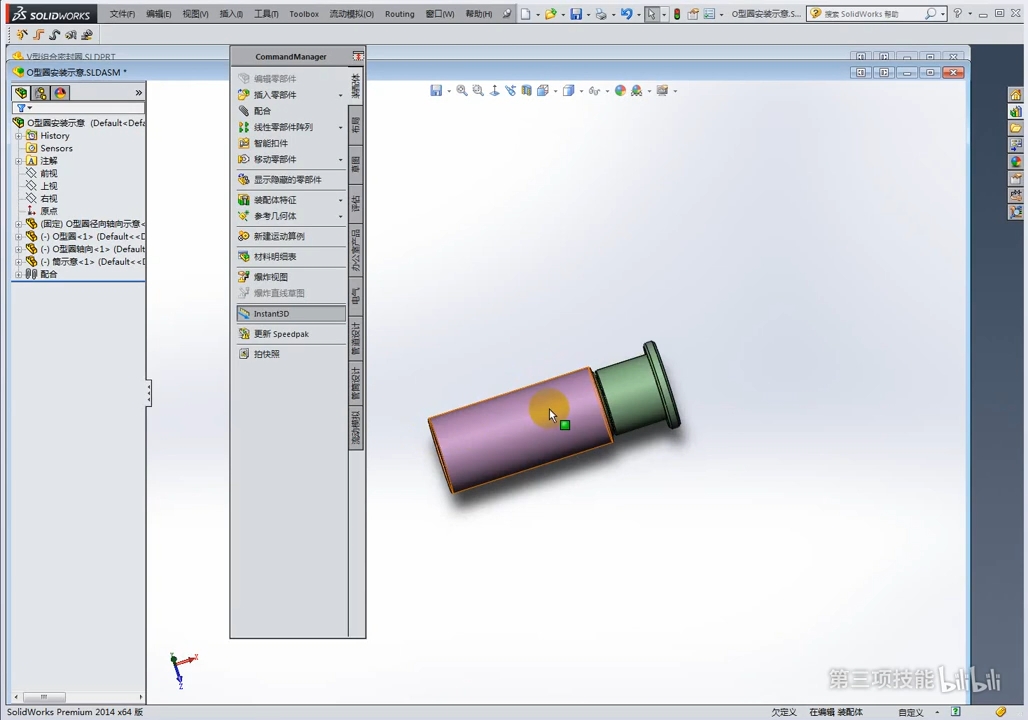 SOLIDWORKS 文件(F) 编辑(E) 视图(V) 插入(I) 工具(T) Toolbox 流动模拟(O) Routing 窗口(W) 帮助(H) O型圆安装示意.S... 搜索 SolidWorks 帮助
V型组合密封圆.SLDPRT
O型圆安装示意.SLDASM *
CommandManager
O型圆安装示意 (Default<Defa
History
Sensors
注解
前视
上视
右视
原点
(固定) O型圆径向轴向示意<
(-) O型圆<1> (Default<<D
(-) O型圆轴向<1> (Default
(-) 筒示意<1> (Default<<D
配合
编辑零部件
插入零部件
配合
线性零部件阵列
智能扣件
移动零部件
显示隐藏的零部件
装配体特征
参考几何体
新建运动算例
材料明细表
爆炸视图
爆炸直线草图
Instant3D
更新 Speedpak
拍快照
装配体
布局
草图
评估
办公室产品
电气
管道设计
管筒设计
流动模拟
Z
第三项技能 bilibili
SolidWorks Premium 2014 x64 版
欠定义 在编辑 装配体 自定义